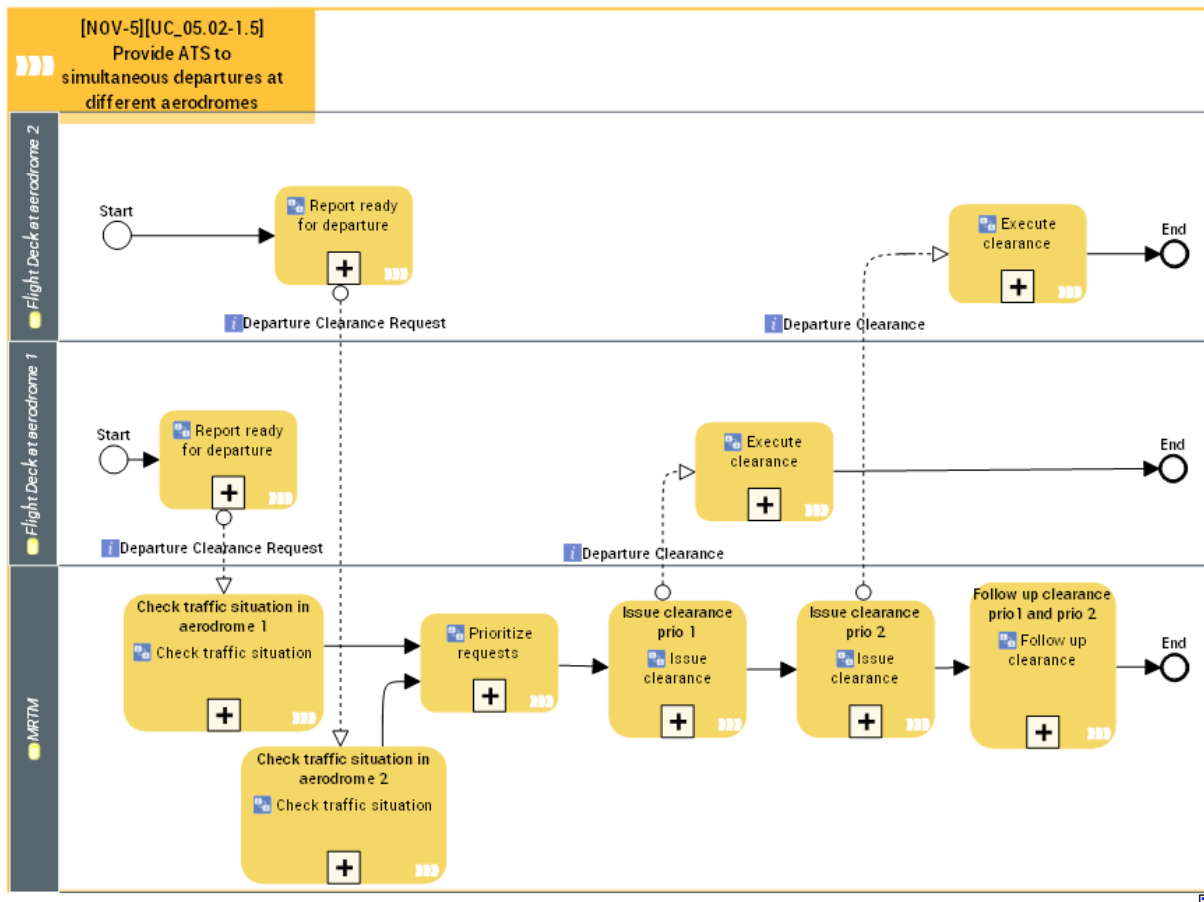 [NOV-5][UC_05.02-1.5]
Provide ATS to
simultaneous departures at
different aerodromes
Flight Deck at aerodrome 2
Start
Report ready
for departure
Departure Clearance Request
Departure Clearance
Execute
clearance
End
Flight Deck at aerodrome 1
Start
Report ready
for departure
Departure Clearance Request
Departure Clearance
Execute
clearance
End
MRTM
Check traffic situation in
aerodrome 1
Check traffic situation
Check traffic situation in
aerodrome 2
Check traffic situation
Prioritize
requests
Issue clearance
prio 1
Issue
clearance
Issue clearance
prio 2
Issue
clearance
Follow up clearance
prio1 and prio 2
Follow up
clearance
End